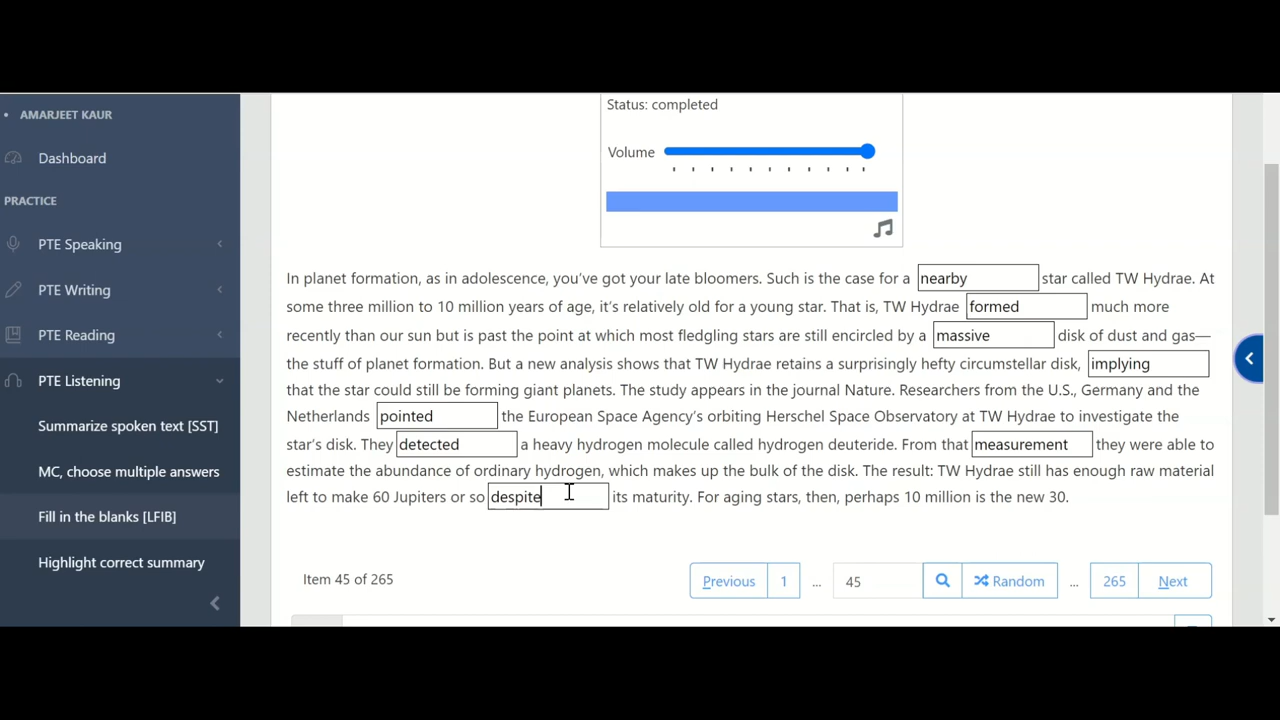 AMARJEET KAUR
Dashboard
PRACTICE
PTE Speaking
PTE Writing
PTE Reading
PTE Listening
Summarize spoken text [SST]
MC, choose multiple answers
Fill in the blanks [LFIB]
Highlight correct summary
Status: completed
Volume
In planet formation, as in adolescence, you've got your late bloomers. Such is the case for a nearby star called TW Hydrae. At
some three million to 10 million years of age, it's relatively old for a young star. That is, TW Hydrae formed much more
recently than our sun but is past the point at which most fledgling stars are still encircled by a massive disk of dust and gas—
the stuff of planet formation. But a new analysis shows that TW Hydrae retains a surprisingly hefty circumstellar disk, implying
that the star could still be forming giant planets. The study appears in the journal Nature. Researchers from the U.S., Germany and the
Netherlands pointed the European Space Agency's orbiting Herschel Space Observatory at TW Hydrae to investigate the
star's disk. They detected a heavy hydrogen molecule called hydrogen deuteride. From that measurement they were able to
estimate the abundance of ordinary hydrogen, which makes up the bulk of the disk. The result: TW Hydrae still has enough raw material
left to make 60 Jupiters or so despite its maturity. For aging stars, then, perhaps 10 million is the new 30.
Item 45 of 265
Previous 1 ... 45 Random ... 265 Next